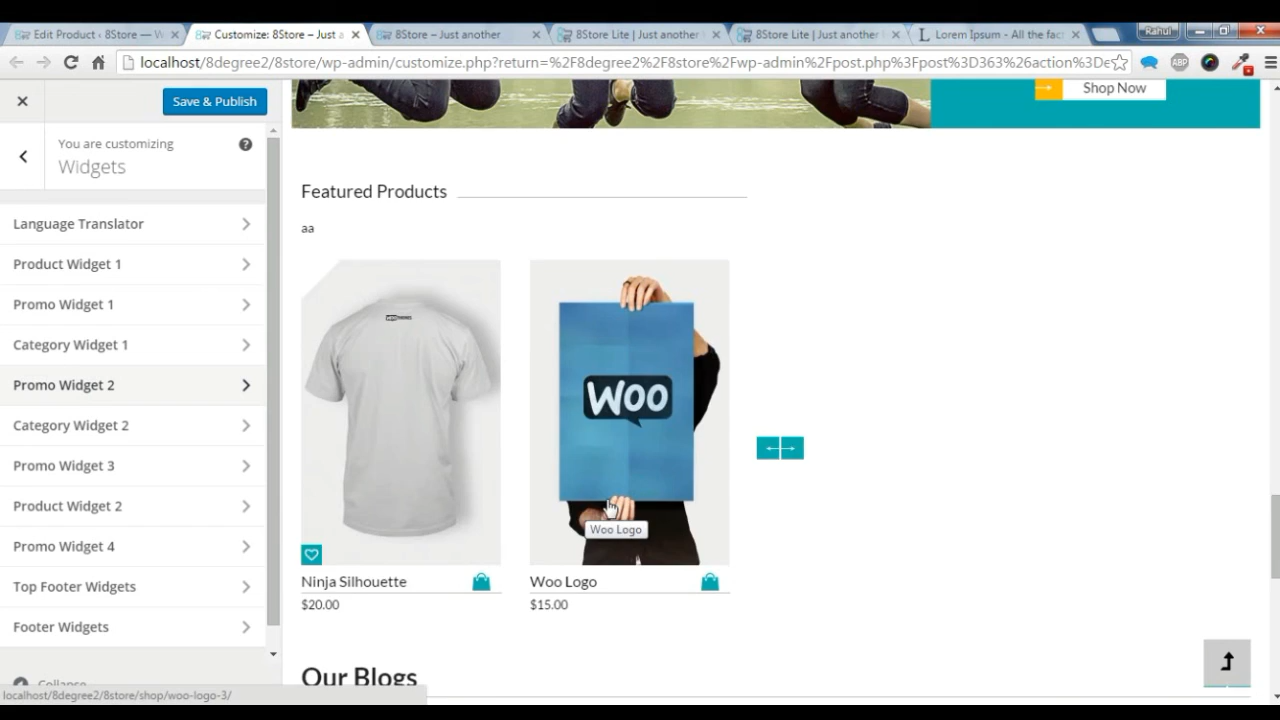 Edit Product ‹ 8Store — W
Customize: 8Store – Just a
8Store – Just another
8Store Lite | Just another
8Store Lite | Just another
Lorem Ipsum - All the fac
Rahul
localhost/8degree2/8store/wp-admin/customize.php?return=%2F8degree2%2F8store%2Fwp-admin%2Fpost.php%3Fpost%3D363%26action%3De
ABP
Save & Publish
Shop Now
You are customizing
Widgets
Language Translator
Product Widget 1
Promo Widget 1
Category Widget 1
Promo Widget 2
Category Widget 2
Promo Widget 3
Product Widget 2
Promo Widget 4
Top Footer Widgets
Footer Widgets
Collapse
localhost/8degree2/8store/shop/woo-logo-3/
Featured Products
aa
WOO
Woo Logo
Ninja Silhouette
Woo Logo
$20.00
$15.00
Our Blogs